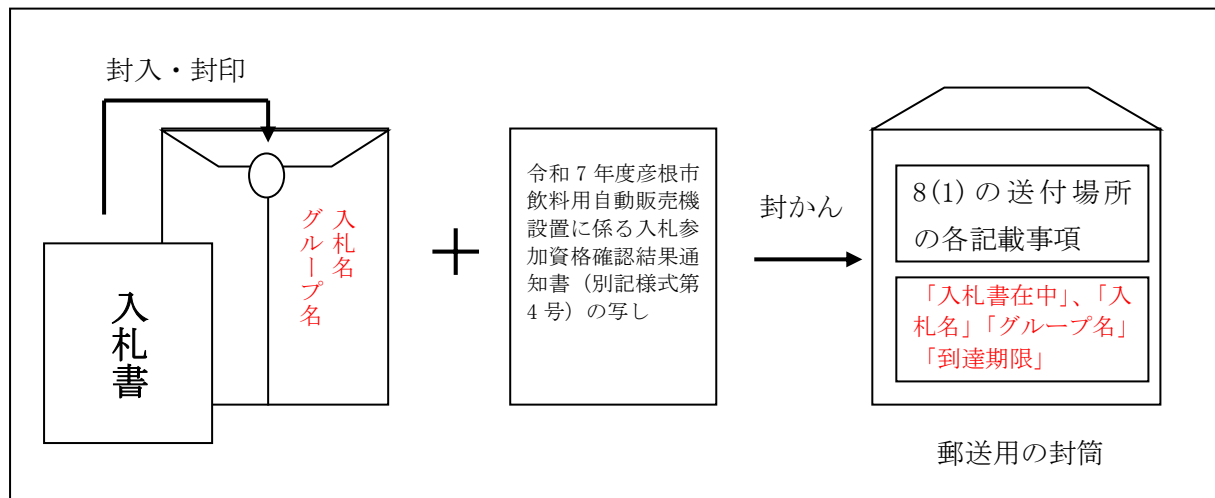 封入・封印
入札書
入札名
グループ名
令和７年度彦根市
飲料用自動販売機
設置に係る入札参
加資格確認結果通
知書（別記様式第
4 号）の写し
封かん
8(1) の送付場所
の各記載事項
「入札書在中」、「入
札名」「グループ名」
「到達期限」
郵送用の封筒